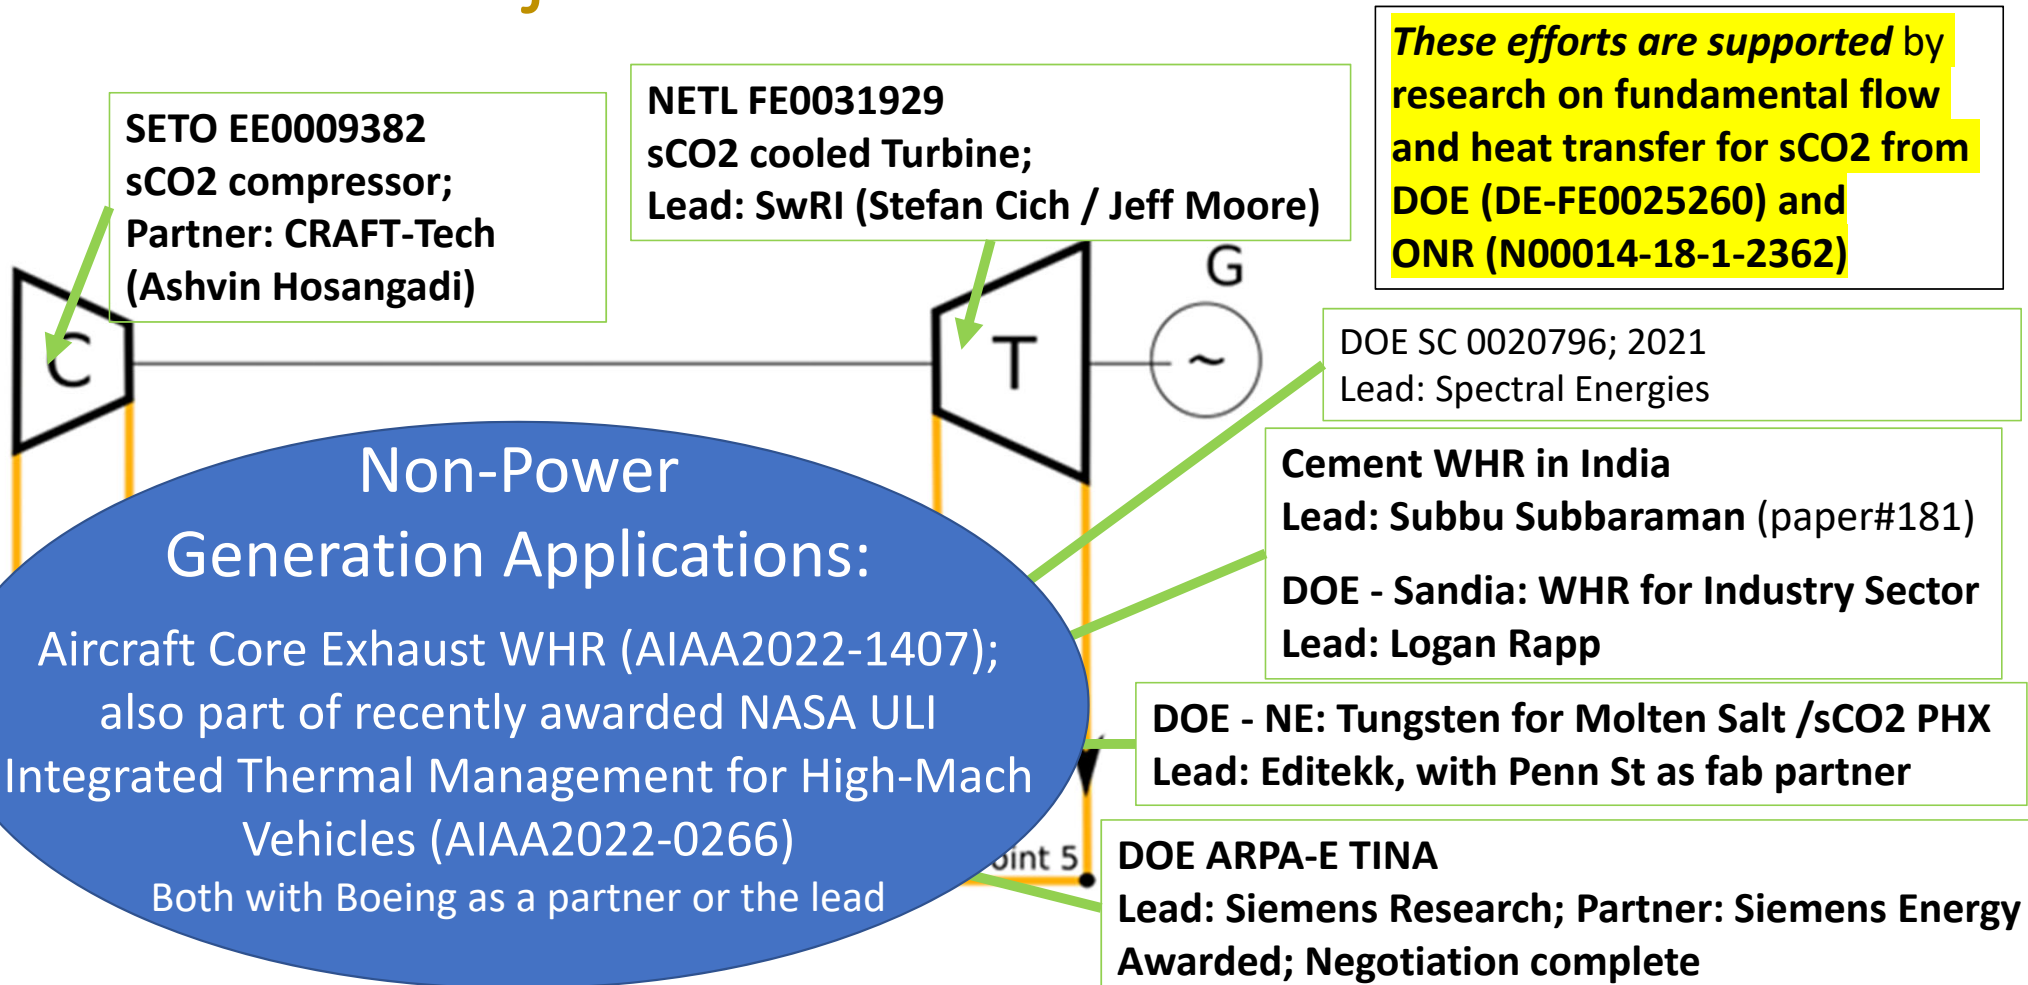 These efforts are supported by
research on fundamental flow
and heat transfer for sCO2 from
DOE (DE-FE0025260) and
ONR (N00014-18-1-2362)
SETO EE0009382
sCO2 compressor;
Partner: CRAFT-Tech
(Ashvin Hosangadi)
NETL FE0031929
sCO2 cooled Turbine;
Lead: SwRI (Stefan Cich / Jeff Moore)
C
T
G
~
DOE SC 0020796; 2021
Lead: Spectral Energies
Cement WHR in India
Lead: Subbu Subbaraman (paper#181)
DOE - Sandia: WHR for Industry Sector
Lead: Logan Rapp
DOE - NE: Tungsten for Molten Salt /sCO2 PHX
Lead: Editekk, with Penn St as fab partner
DOE ARPA-E TINA
Lead: Siemens Research; Partner: Siemens Energy
Awarded; Negotiation complete
Non-Power
Generation Applications:
Aircraft Core Exhaust WHR (AIAA2022-1407);
also part of recently awarded NASA ULI
Integrated Thermal Management for High-Mach
Vehicles (AIAA2022-0266)
Both with Boeing as a partner or the lead
oint 5